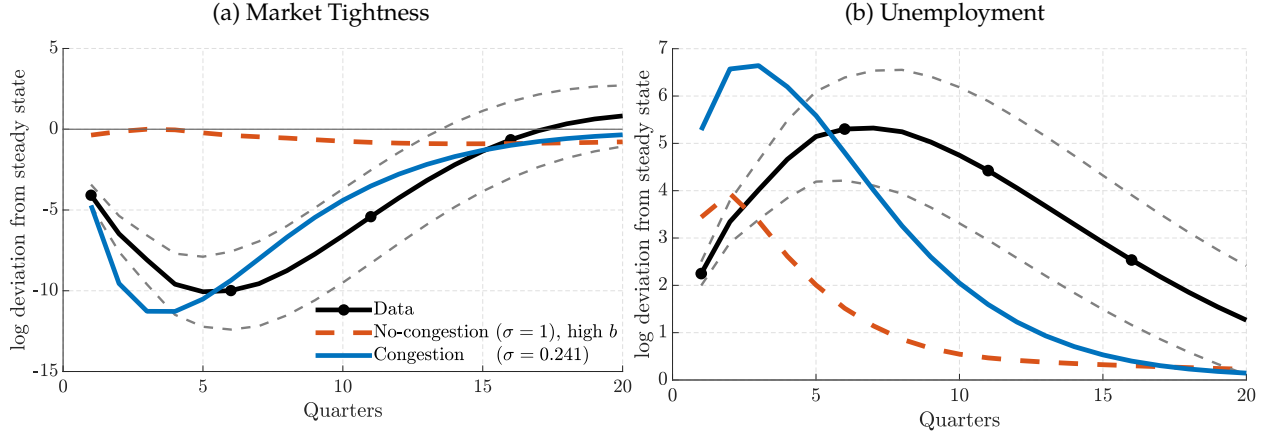 (a) Market Tightness
log deviation from steady state
5
0
-5
-10
-15
0
5
10
15
20
Quarters
Data
No-congestion (σ = 1), high b
Congestion (σ = 0.241)
(b) Unemployment
log deviation from steady state
7
6
5
4
3
2
1
0
0
5
10
15
20
Quarters